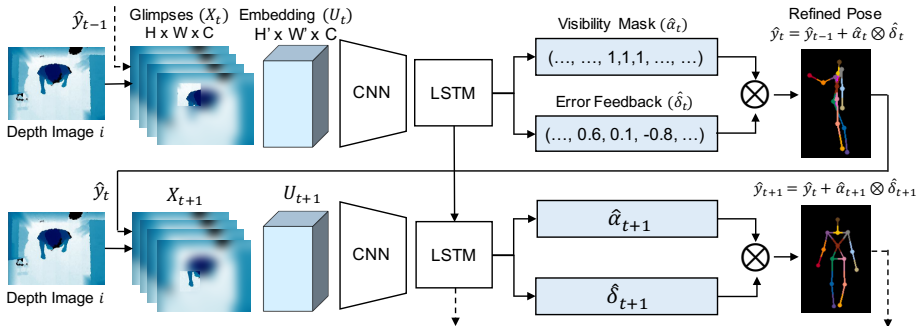 ŷ_{t−1}
Glimpses (X_t)
H x W x C
Embedding (U_t)
H' x W' x C
CNN
LSTM
Visibility Mask (α̂_t)
(…, …, 1,1,1, …, …)
Error Feedback (δ̂_t)
(…, 0.6, 0.1, -0.8, …)
⊗
Refined Pose
ŷ_t = ŷ_{t−1} + α̂_t ⊗ δ̂_t
Depth Image i
ŷ_t
X_{t+1}
U_{t+1}
CNN
LSTM
α̂_{t+1}
δ̂_{t+1}
⊗
ŷ_{t+1} = ŷ_t + α̂_{t+1} ⊗ δ̂_{t+1}
Depth Image i